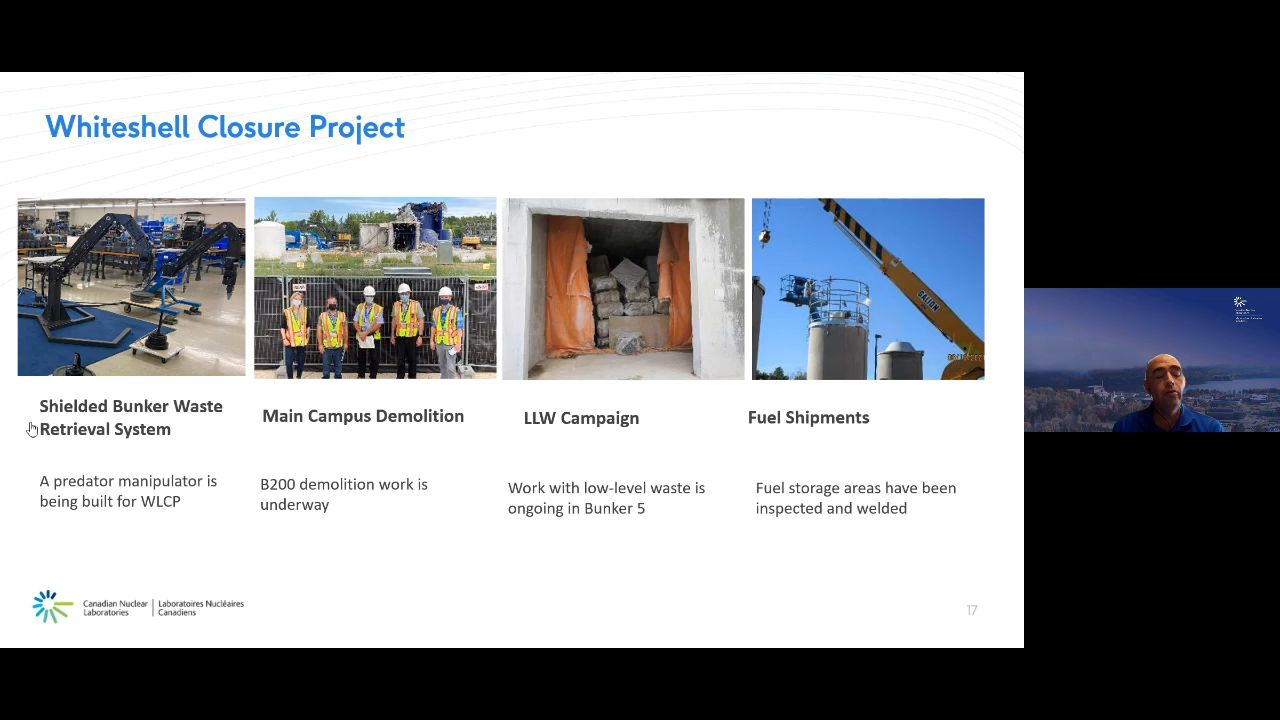 Whiteshell Closure Project
Shielded Bunker Waste
Retrieval System
A predator manipulator is
being built for WLCP
Main Campus Demolition
B200 demolition work is
underway
LLW Campaign
Work with low-level waste is
ongoing in Bunker 5
Fuel Shipments
Fuel storage areas have been
inspected and welded
Canadian Nuclear
Laboratories
Laboratoires Nucléaires
Canadiens
17